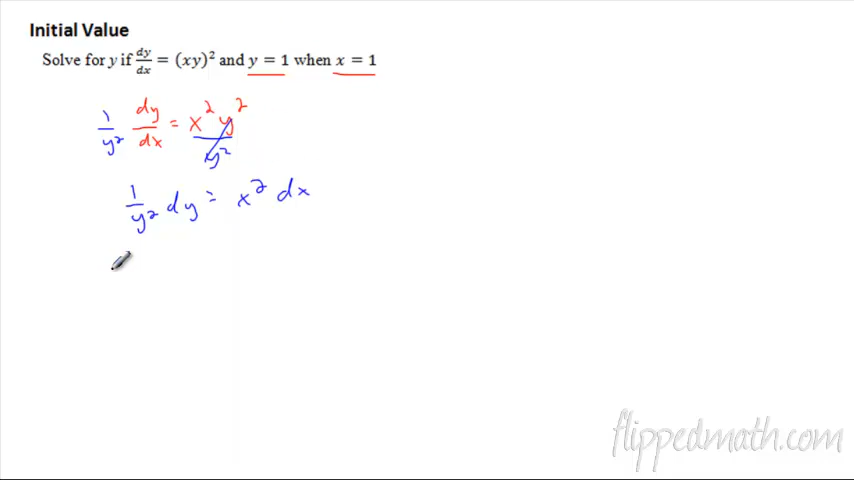 Initial Value
Solve for y if dy/dx = (xy)² and y = 1 when x = 1
1/y² dy/dx = x² y²/y²
1/y² dy = x² dx
flippedmath.com